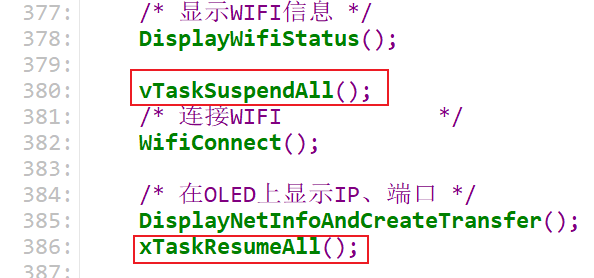 377: /* 显示WIFI信息 */
378: DisplayWifiStatus();
379:
380: vTaskSuspendAll();
381: /* 连接WIFI */
382: WifiConnect();
383:
384: /* 在OLED上显示IP、端口 */
385: DisplayNetInfoAndCreateTransfer();
386: xTaskResumeAll();
387: